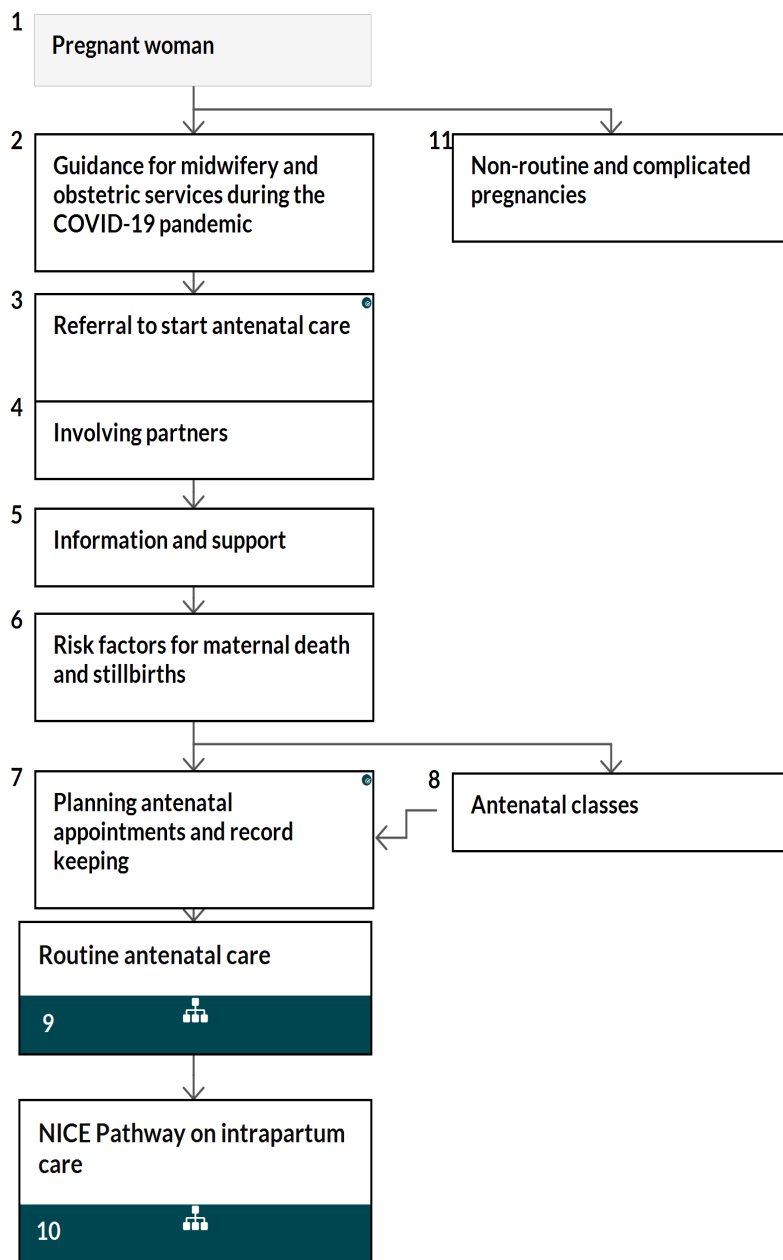 1
Pregnant woman
2
Guidance for midwifery and
obstetric services during the
COVID-19 pandemic
11
Non-routine and complicated
pregnancies
3
Referral to start antenatal care
4
Involving partners
5
Information and support
6
Risk factors for maternal death
and stillbirths
7
Planning antenatal
appointments and record
keeping
8
Antenatal classes
Routine antenatal care
9
NICE Pathway on intrapartum
care
10